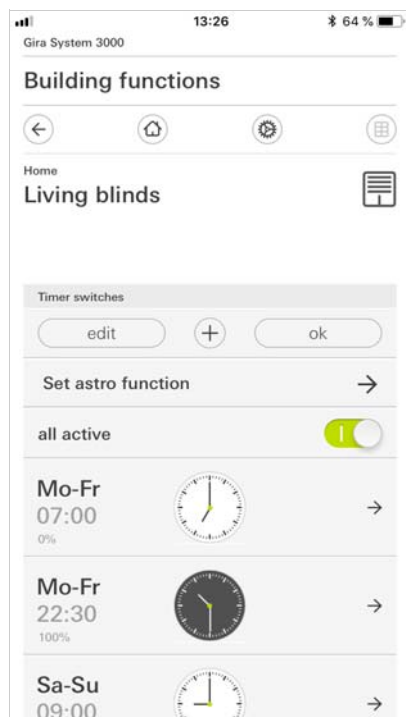 13:26
64 %
Gira System 3000
Building functions
Home
Living blinds
Timer switches
edit
ok
Set astro function
all active
Mo-Fr
07:00
0%
Mo-Fr
22:30
100%
Sa-Su
09:00